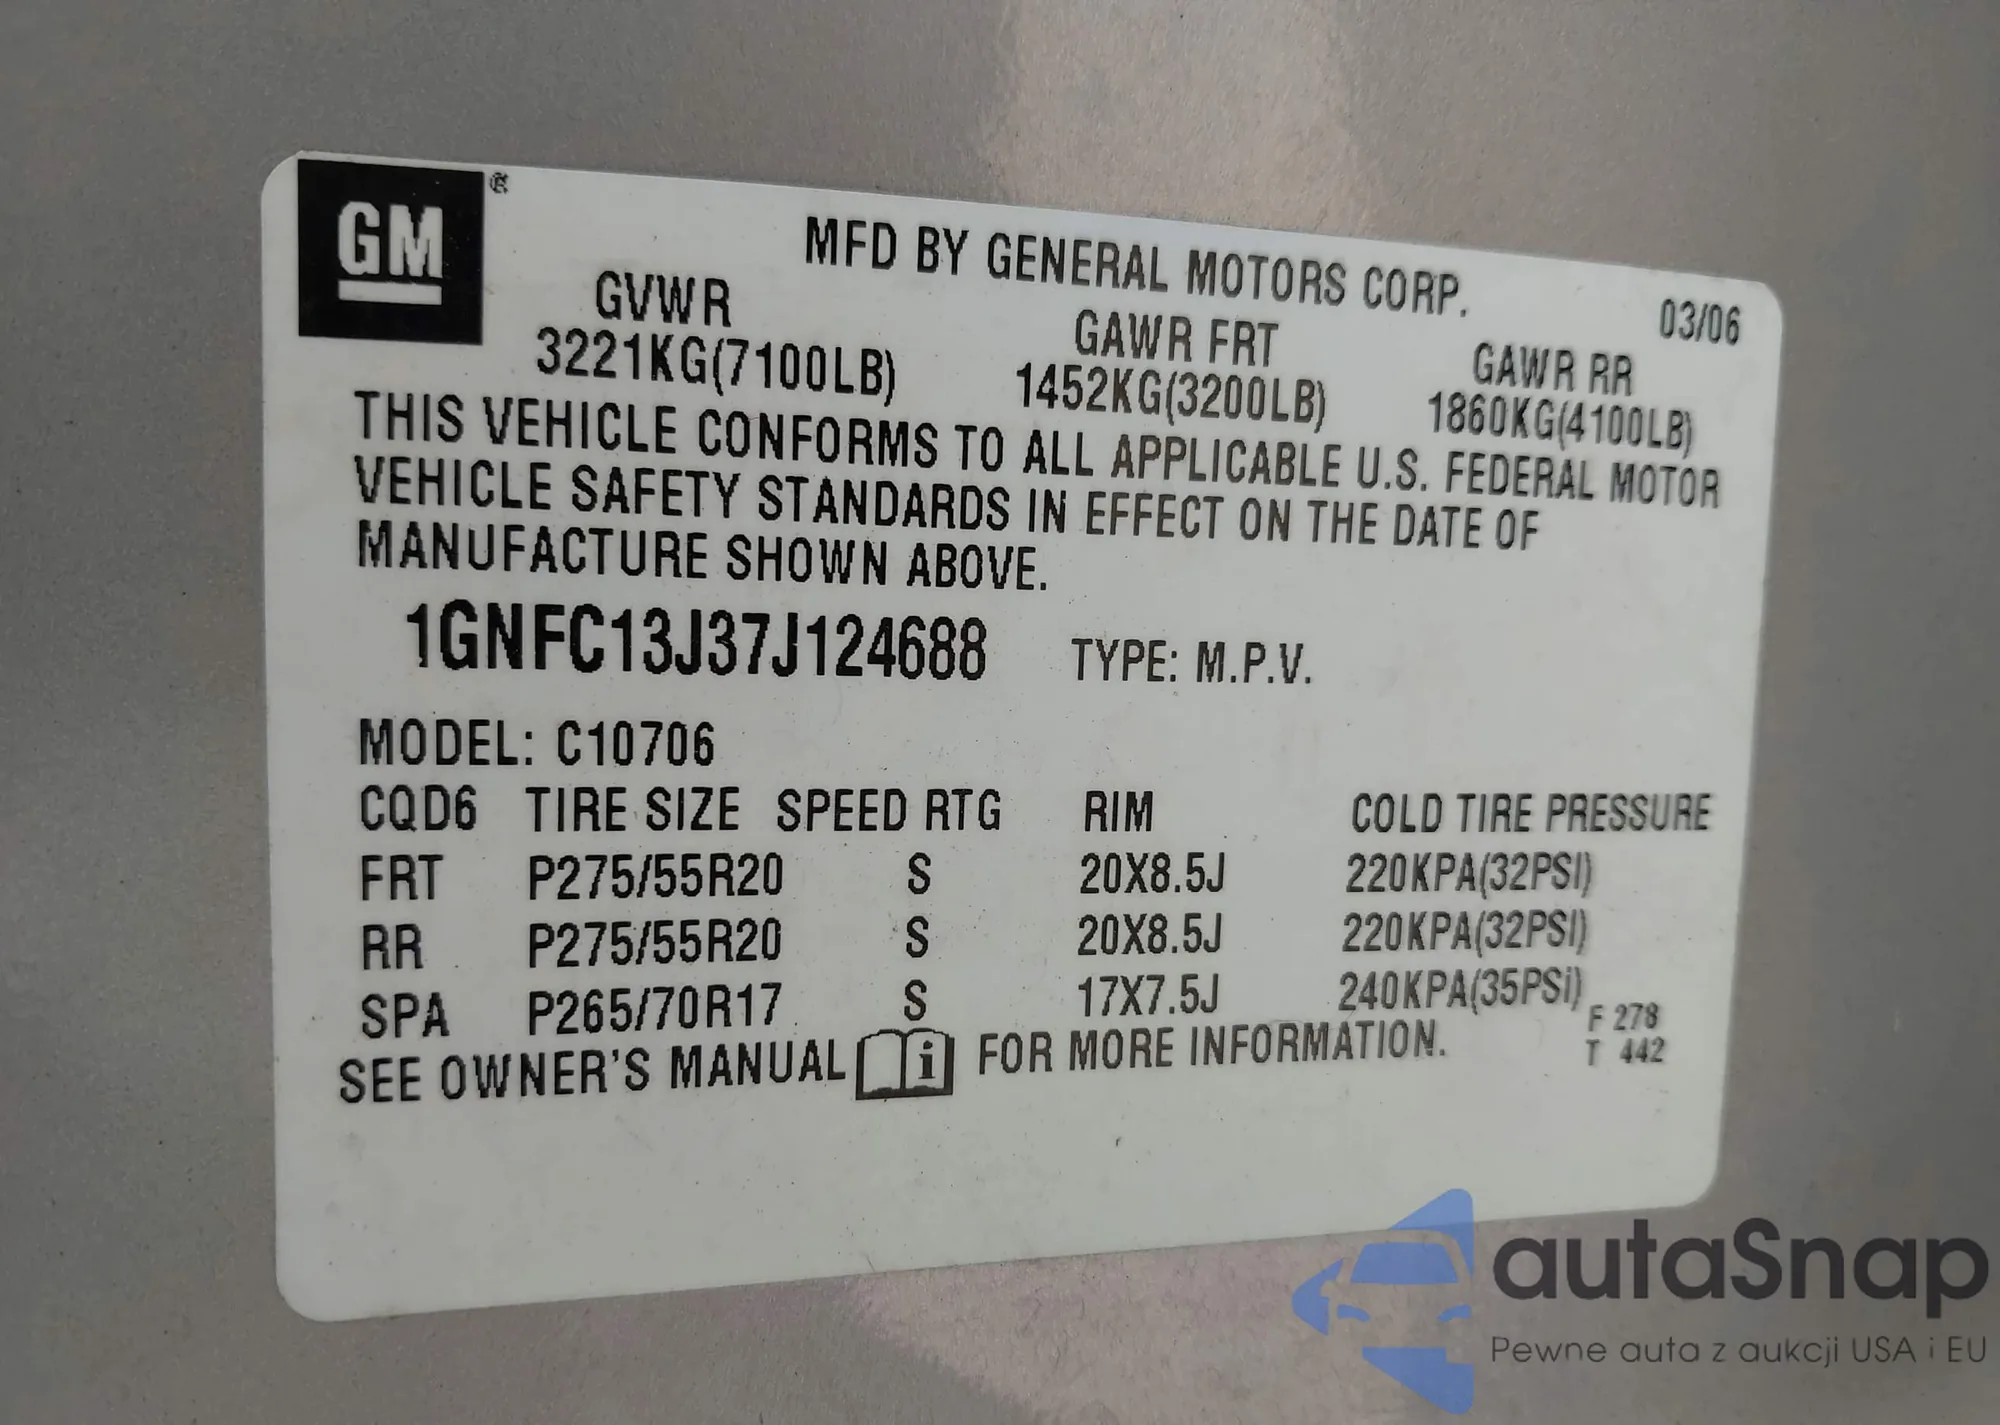 GM®
MFD BY GENERAL MOTORS CORP.
03/06
GVWR GAWR FRT GAWR RR
3221KG(7100LB) 1452KG(3200LB) 1860KG(4100LB)
THIS VEHICLE CONFORMS TO ALL APPLICABLE U.S. FEDERAL MOTOR
VEHICLE SAFETY STANDARDS IN EFFECT ON THE DATE OF
MANUFACTURE SHOWN ABOVE.
1GNFC13J37J124688 TYPE: M.P.V.
MODEL: C10706
CQD6 TIRE SIZE SPEED RTG RIM COLD TIRE PRESSURE
FRT P275/55R20 S 20X8.5J 220KPA(32PSI)
RR P275/55R20 S 20X8.5J 220KPA(32PSI)
SPA P265/70R17 S 17X7.5J 240KPA(35PSi)
F 278
T 442
SEE OWNER'S MANUAL i FOR MORE INFORMATION.
autaSnap
Pewne auta z aukcji USA i EU